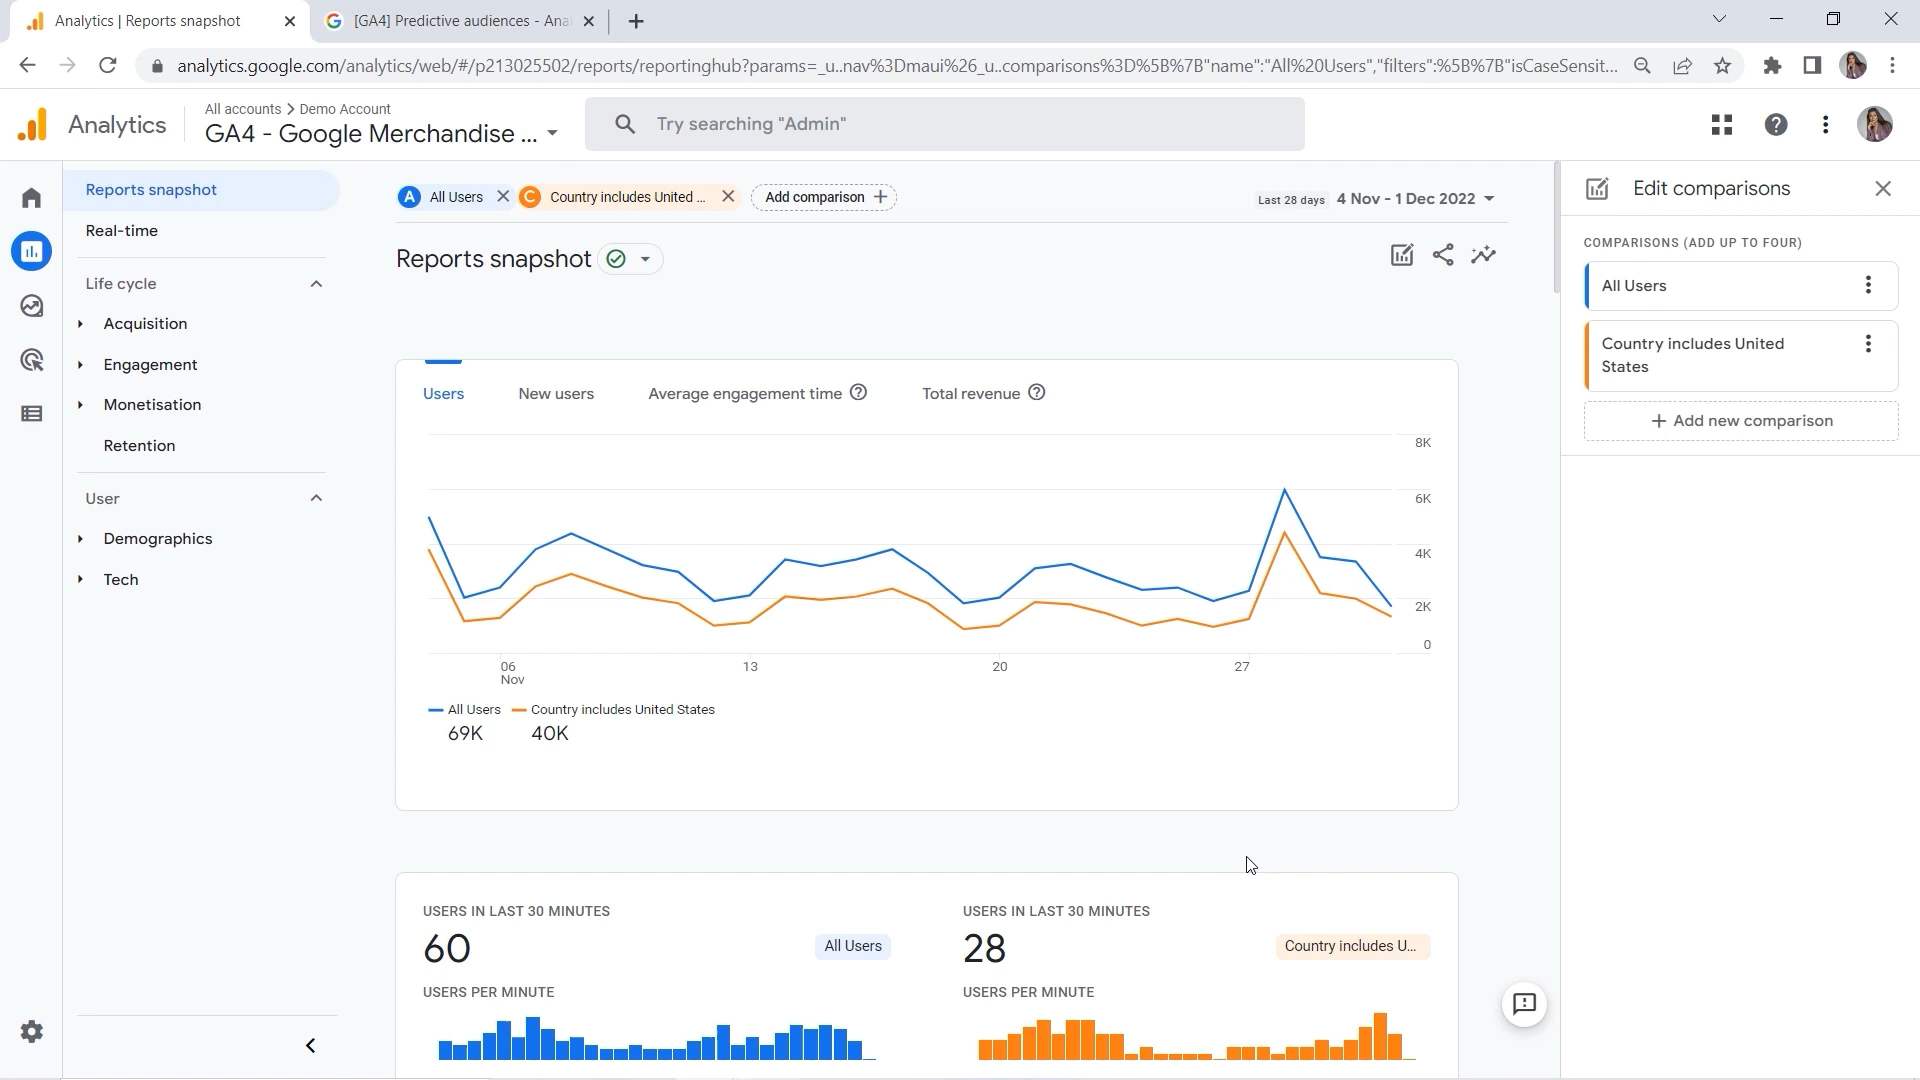 Analytics | Reports snapshot
[GA4] Predictive audiences - Ana
analytics.google.com/analytics/web/#/p213025502/reports/reportinghub?params=_u..nav%3Dmaui%26_u..comparisons%3D%5B%7B"name":"All%20Users","filters":%5B%7B"isCaseSensit...
Analytics
All accounts > Demo Account
GA4 - Google Merchandise ...
Try searching "Admin"
Reports snapshot
Real-time
Life cycle
Acquisition
Engagement
Monetisation
Retention
User
Demographics
Tech
A All Users
C Country includes United ...
Add comparison +
Last 28 days 4 Nov - 1 Dec 2022
Reports snapshot
Users
New users
Average engagement time
Total revenue
8K
6K
4K
2K
0
06
Nov
13
20
27
All Users
69K
Country includes United States
40K
USERS IN LAST 30 MINUTES
60
All Users
USERS PER MINUTE
USERS IN LAST 30 MINUTES
28
Country includes U...
USERS PER MINUTE
Edit comparisons
COMPARISONS (ADD UP TO FOUR)
All Users
Country includes United
States
+ Add new comparison